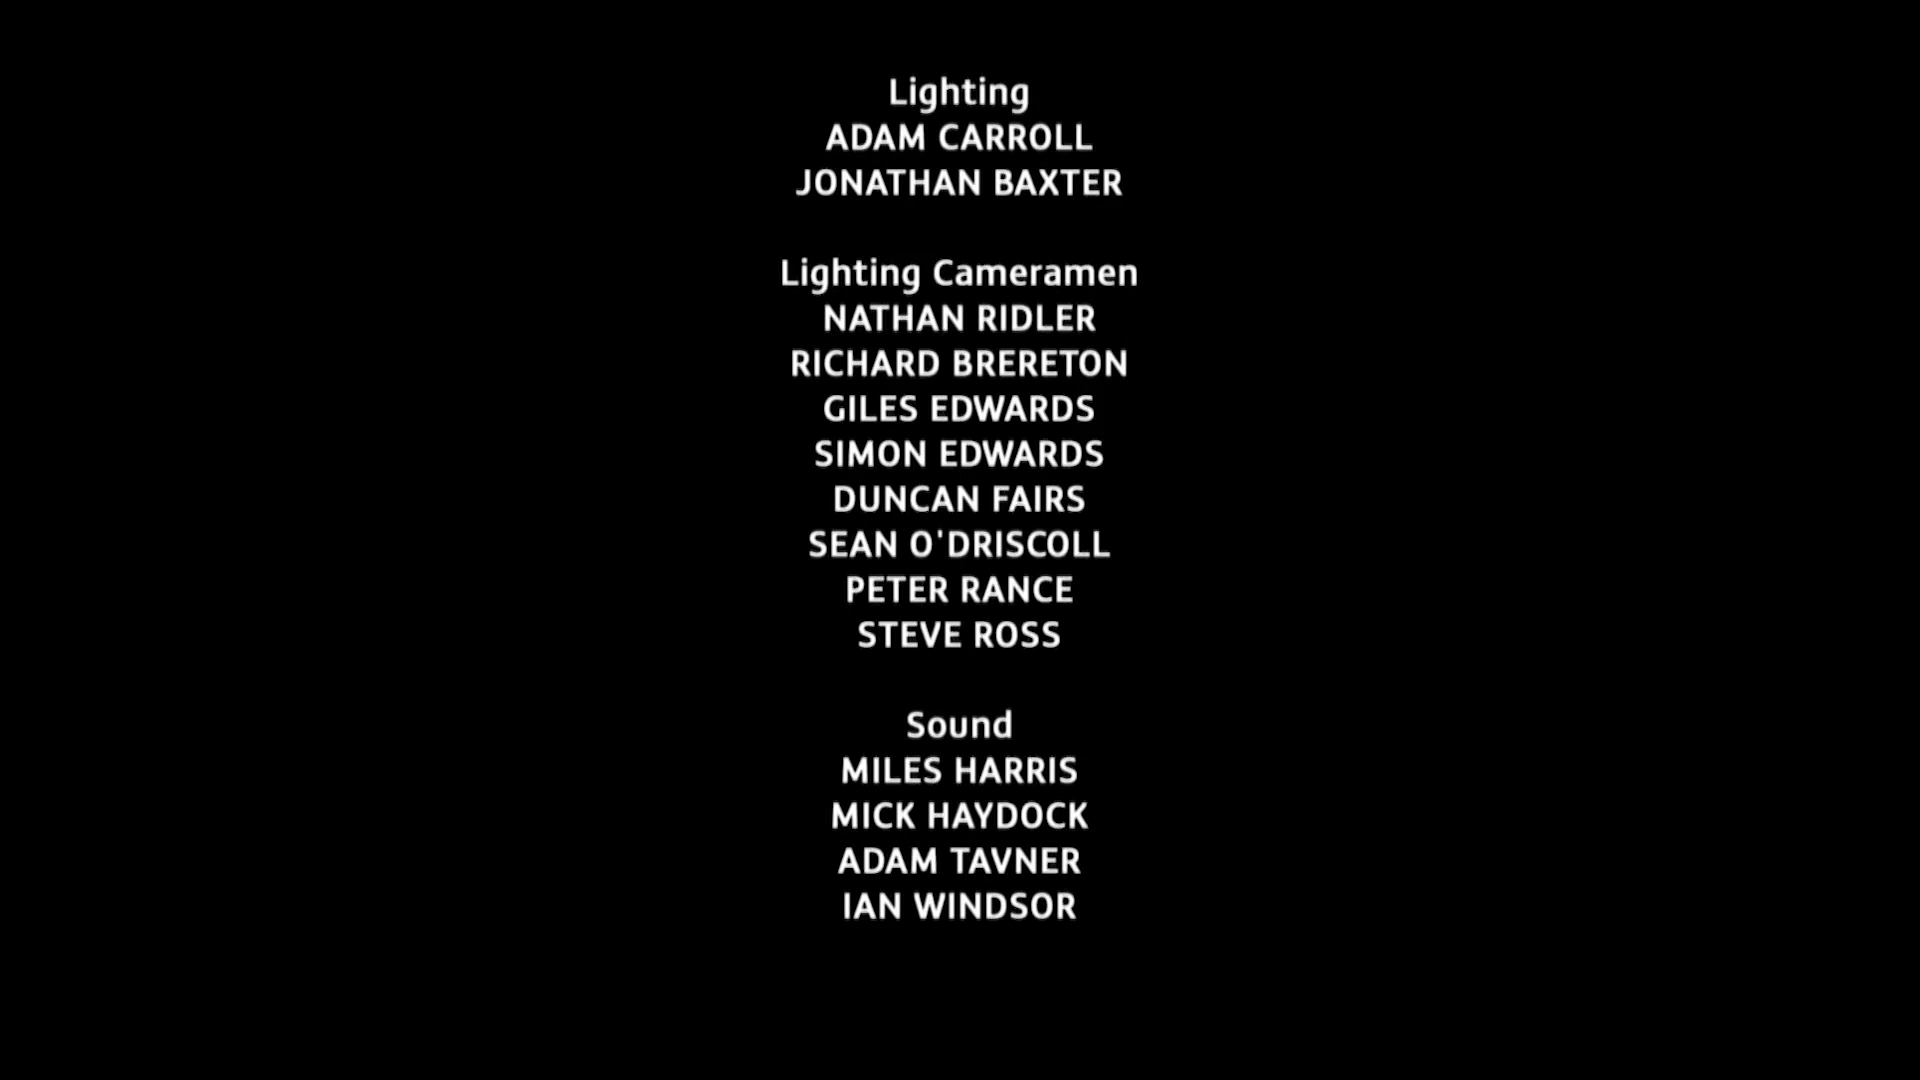 Lighting
ADAM CARROLL
JONATHAN BAXTER
Lighting Cameramen
NATHAN RIDLER
RICHARD BRERETON
GILES EDWARDS
SIMON EDWARDS
DUNCAN FAIRS
SEAN O'DRISCOLL
PETER RANCE
STEVE ROSS
Sound
MILES HARRIS
MICK HAYDOCK
ADAM TAVNER
IAN WINDSOR